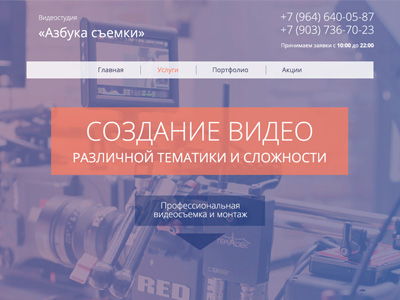 Видеостудия
«Азбука съемки»
+7 (964) 640-05-87
+7 (903) 736-70-23
Принимаем заявки с 10:00 до 22:00
Главная Услуги Портфолио Акции
СОЗДАНИЕ ВИДЕО
РАЗЛИЧНОЙ ТЕМАТИКИ И СЛОЖНОСТИ
Профессиональная
видеосъемка и монтаж
RED